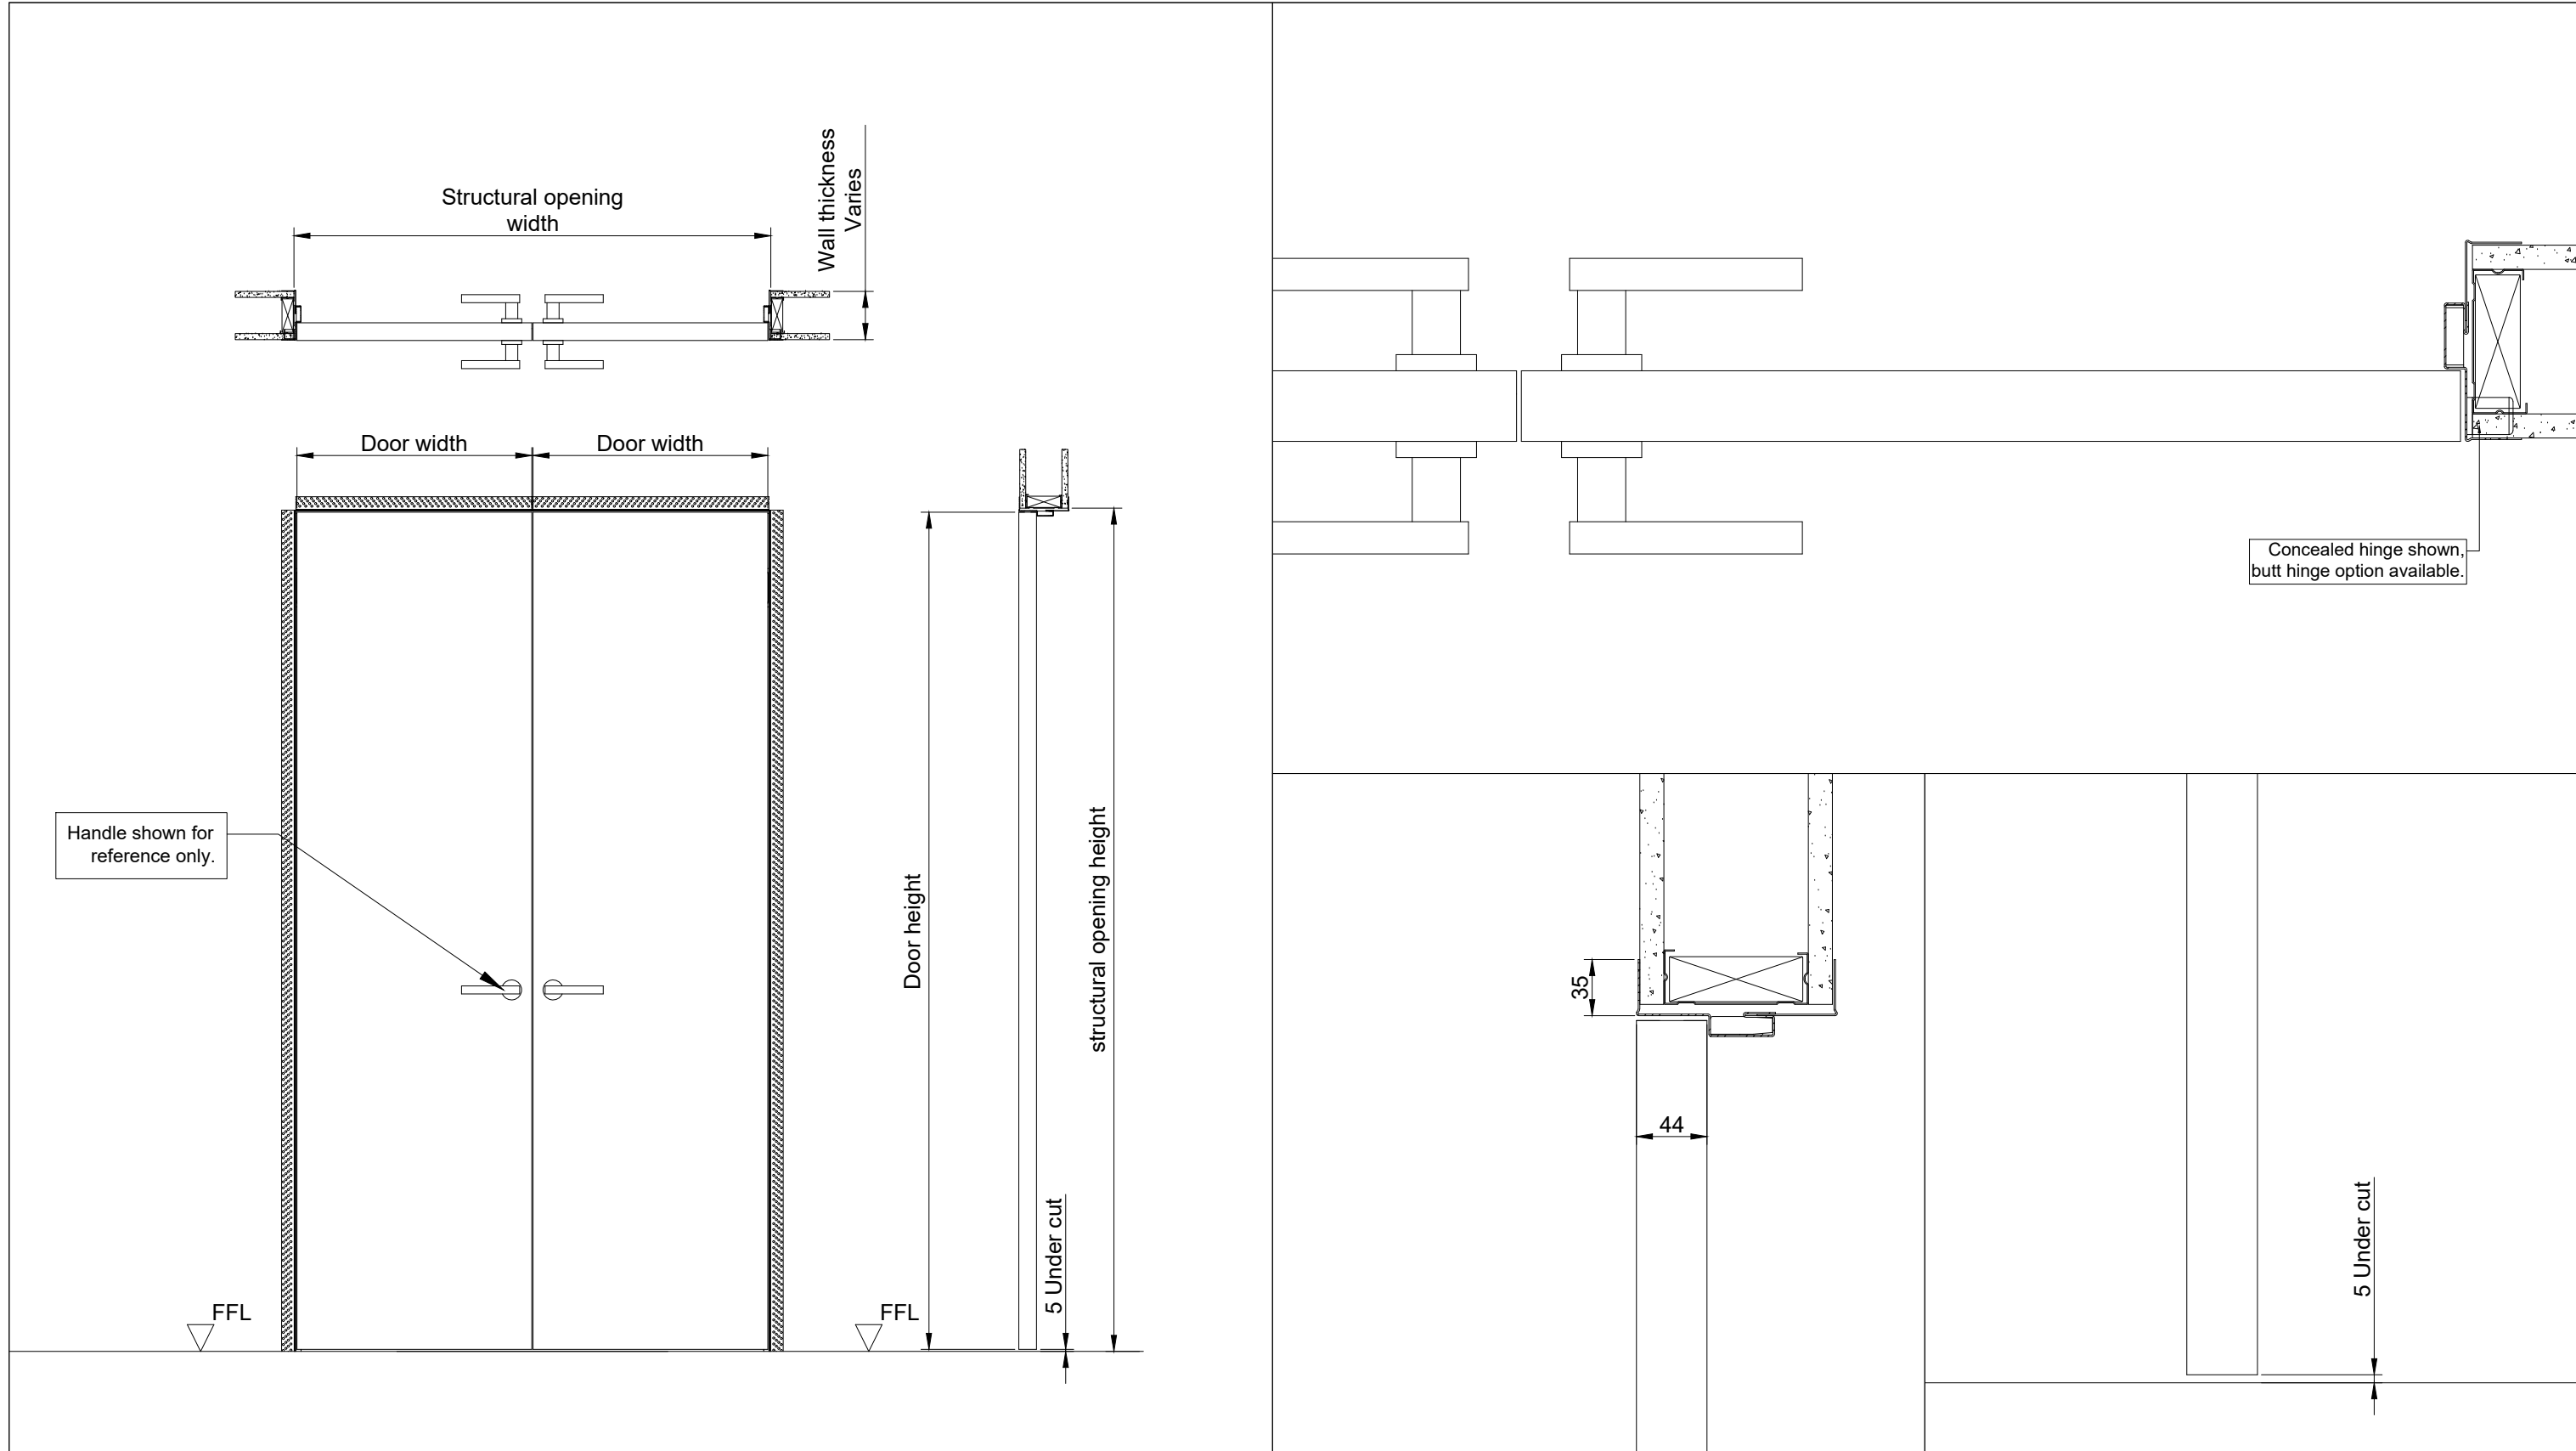 Structural opening
width
Wall thickness
Varies
Door width
Door width
Handle shown for
reference only.
Door height
structural opening height
5 Under cut
FFL
FFL
Concealed hinge shown,
butt hinge option available.
35
44
5 Under cut